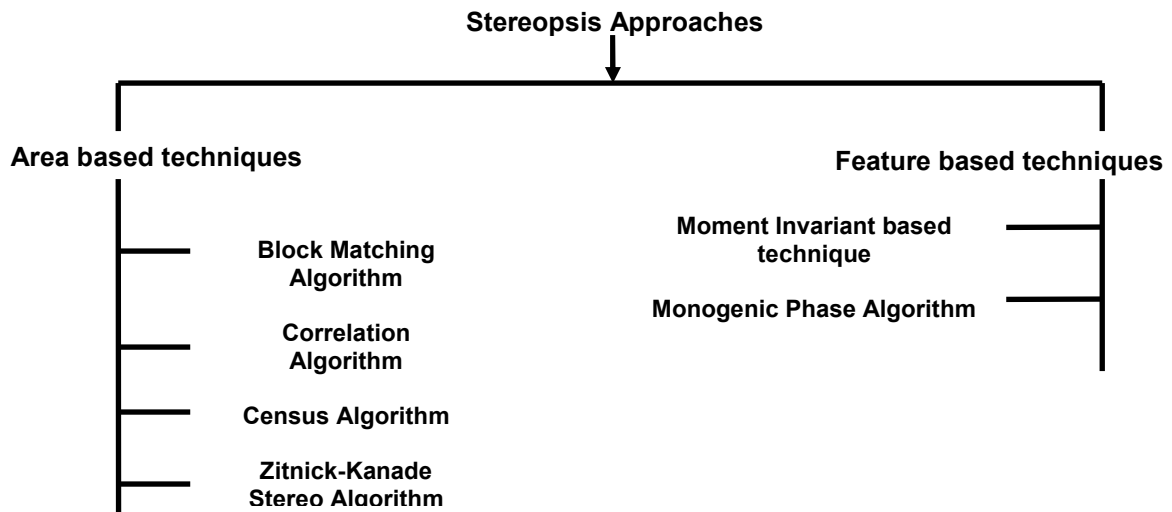 Stereopsis Approaches
Area based techniques
Feature based techniques
Block Matching
Algorithm
Correlation
Algorithm
Census Algorithm
Zitnick-Kanade
Stereo Algorithm
Moment Invariant based
technique
Monogenic Phase Algorithm